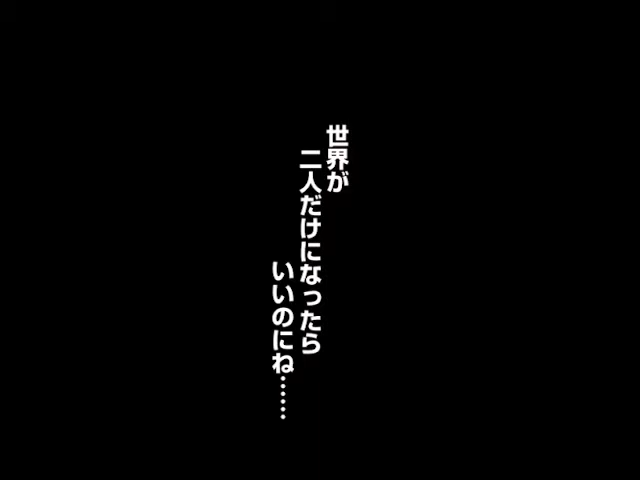 世界が
二人だけになったら
いいのにね……